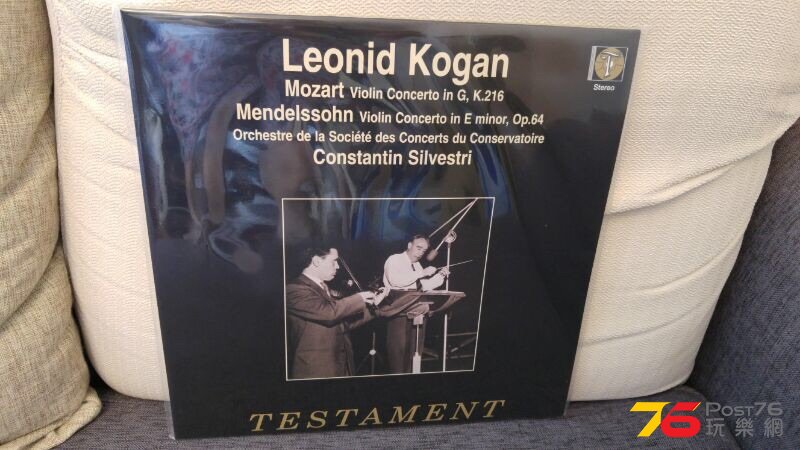 Leonid Kogan
Mozart Violin Concerto in G, K.216
Mendelssohn Violin Concerto in E minor, Op.64
Orchestre de la Société des Concerts du Conservatoire
Constantin Silvestri
Stereo
TESTAMENT
76 POST76
玩樂網